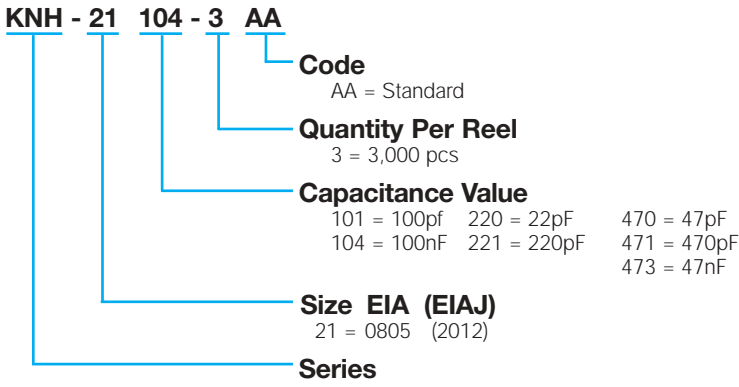 KNH - 21 104 - 3 AA
Code
AA = Standard
Quantity Per Reel
3 = 3,000 pcs
Capacitance Value
101 = 100pf 220 = 22pF 470 = 47pF
104 = 100nF 221 = 220pF 471 = 470pF
473 = 47nF
Size EIA (EIAJ)
21 = 0805 (2012)
Series